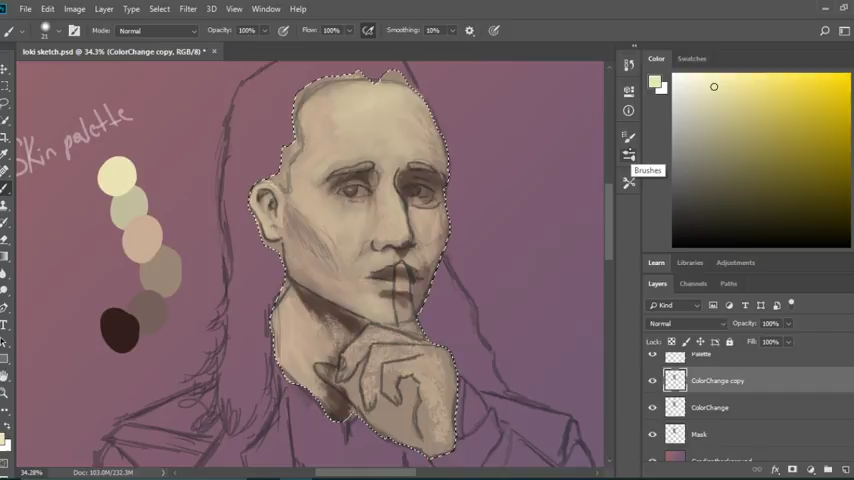 File Edit Image Layer Type Select Filter 3D View Window Help
21 Mode: Normal Opacity: 100% Flow: 100% Smoothing: 10%
loki sketch.psd @ 34.3% (ColorChange copy, RGB/8) * ×
Skin palette
Color Swatches
Brushes
Learn Libraries Adjustments
Layers Channels Paths
Kind
Normal Opacity: 100%
Lock: Fill: 100%
Palette
ColorChange copy
ColorChange
Mask
34.28% Doc: 103.0M/232.3M